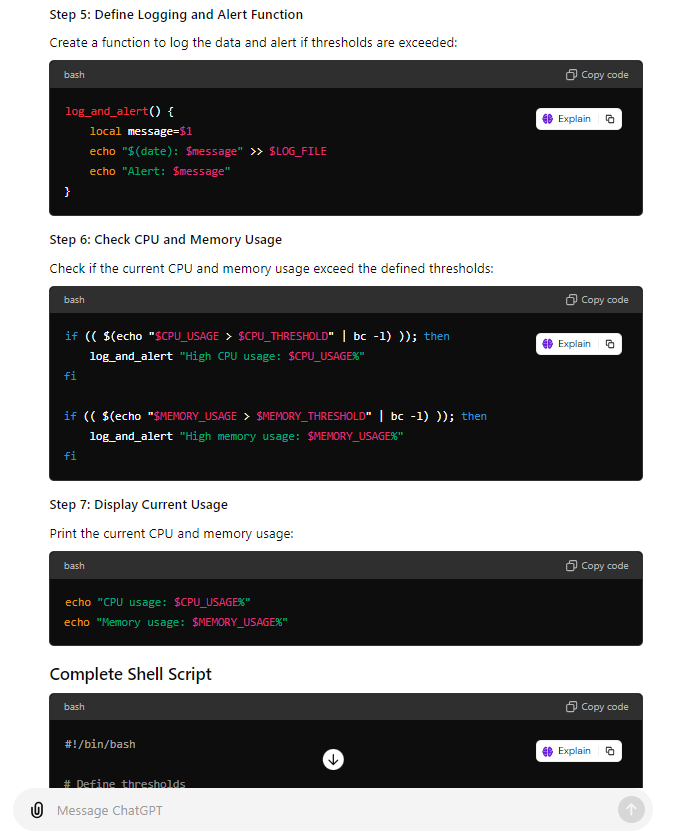 Step 5: Define Logging and Alert Function
Create a function to log the data and alert if thresholds are exceeded:
bash
Copy code
log_and_alert() {
    local message=$1
    echo "$(date): $message" >> $LOG_FILE
    echo "Alert: $message"
}
Explain
Step 6: Check CPU and Memory Usage
Check if the current CPU and memory usage exceed the defined thresholds:
bash
Copy code
if (( $(echo "$CPU_USAGE > $CPU_THRESHOLD" | bc -l) )); then
    log_and_alert "High CPU usage: $CPU_USAGE%"
fi
Explain
if (( $(echo "$MEMORY_USAGE > $MEMORY_THRESHOLD" | bc -l) )); then
    log_and_alert "High memory usage: $MEMORY_USAGE%"
fi
Step 7: Display Current Usage
Print the current CPU and memory usage:
bash
Copy code
echo "CPU usage: $CPU_USAGE%"
echo "Memory usage: $MEMORY_USAGE%"
Complete Shell Script
bash
Copy code
#!/bin/bash
Explain
# Define thresholds
Message ChatGPT